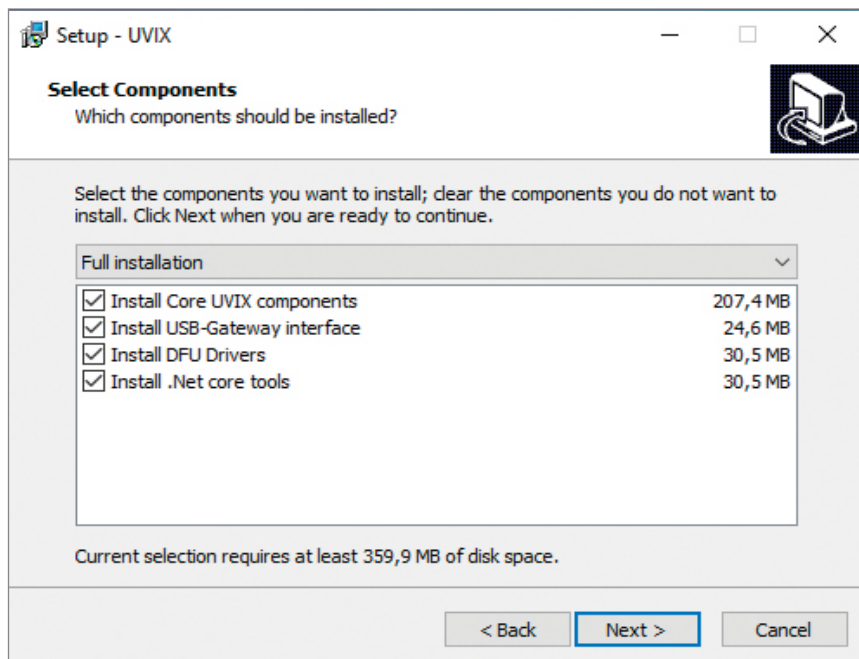 Setup - UVIX
Select Components
Which components should be installed?
Select the components you want to install; clear the components you do not want to
install. Click Next when you are ready to continue.
Full installation
Install Core UVIX components 207,4 MB
Install USB-Gateway interface 24,6 MB
Install DFU Drivers 30,5 MB
Install .Net core tools 30,5 MB
Current selection requires at least 359,9 MB of disk space.
< Back Next > Cancel